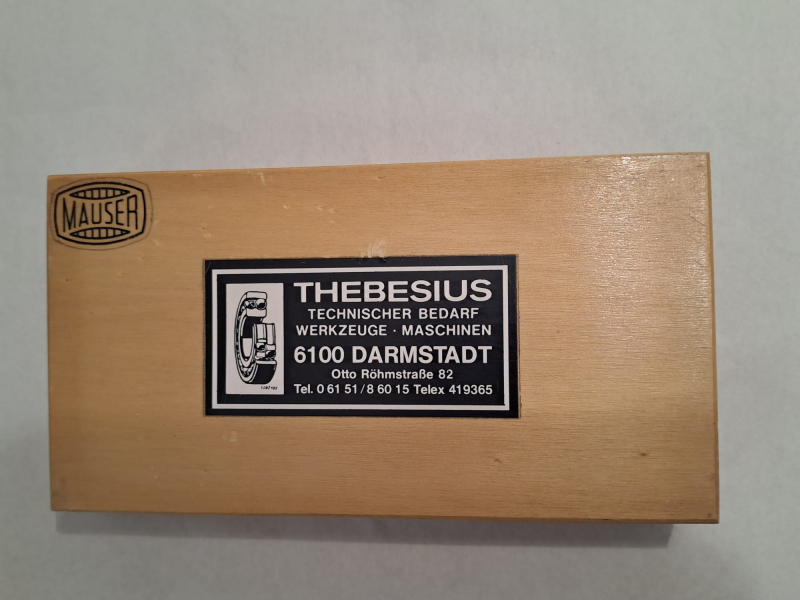 MAUSER
THEBESIUS
TECHNISCHER BEDARF
WERKZEUGE · MASCHINEN
6100 DARMSTADT
Otto Röhmstraße 82
Tel. 0 61 51/8 60 15 Telex 419365